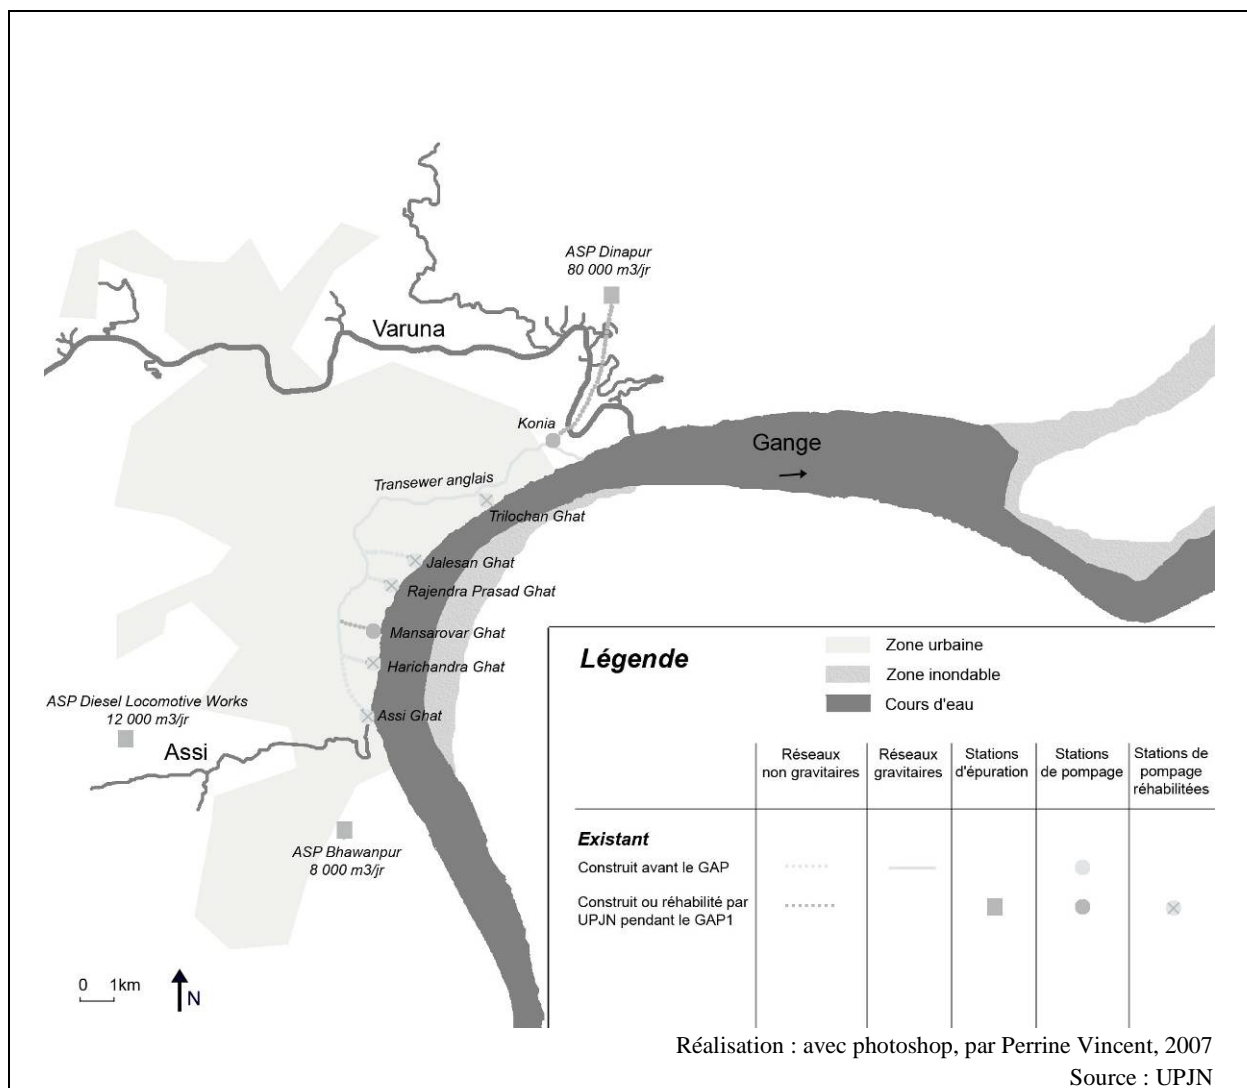 ASP Dinapur
80 000 m3/jr
Varuna
Konia
Gange
Transewer anglais
Trilochan Ghat
Jalesan Ghat
Rajendra Prasad Ghat
Mansarovar Ghat
Harichandra Ghat
ASP Diesel Locomotive Works
12 000 m3/jr
Assi Ghat
Assi
ASP Bhawanpur
8 000 m3/jr
0 1km
N
Légende
Zone urbaine
Zone inondable
Cours d'eau
Réseaux
non gravitaires
Réseaux
gravitaires
Stations
d'épuration
Stations
de pompage
Stations de
pompage
réhabilitées
Existant
Construit avant le GAP
Construit ou réhabilité par
UPJN pendant le GAP1
Réalisation : avec photoshop, par Perrine Vincent, 2007
Source : UPJN